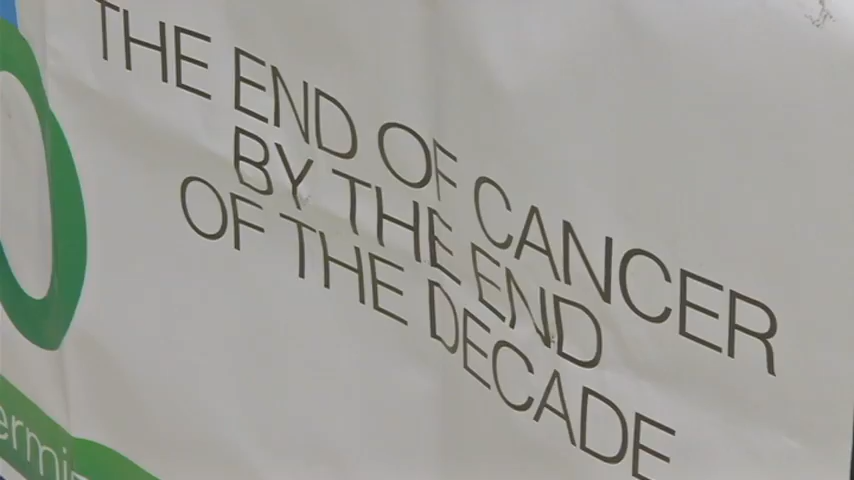 THE END OF CANCER
BY THE END
OF THE DECADE